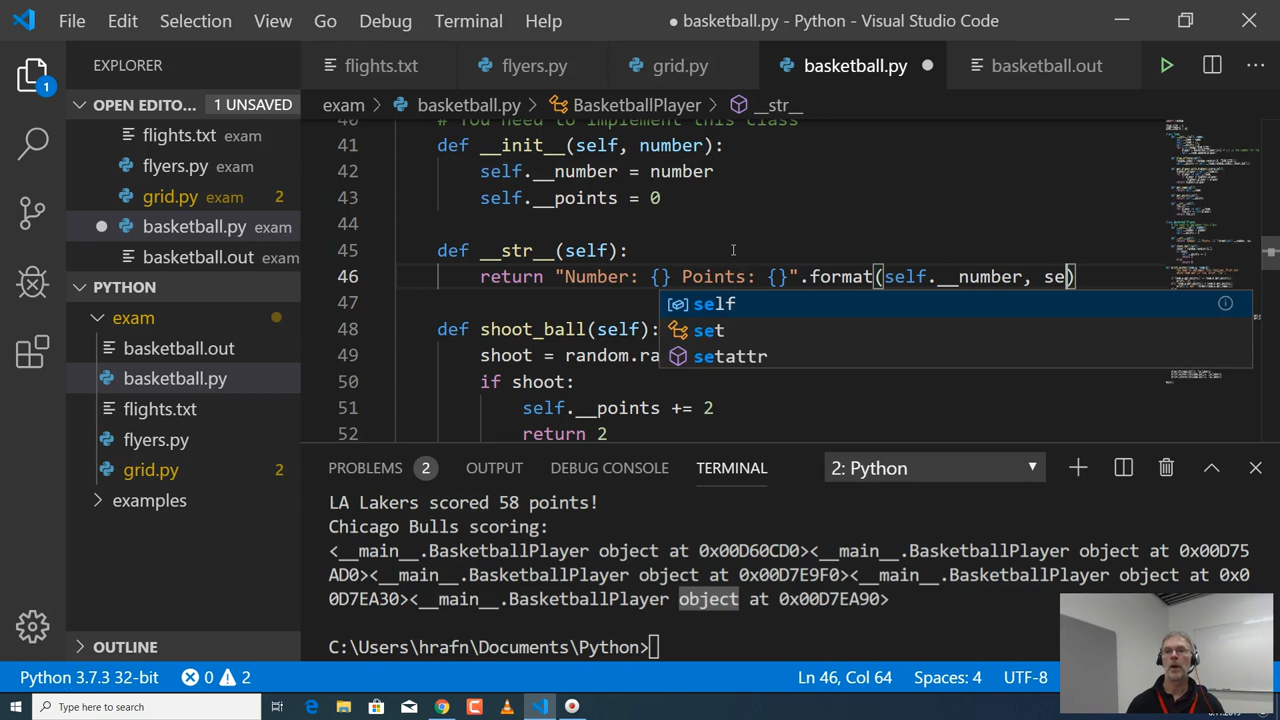 File Edit Selection View Go Debug Terminal Help
● basketball.py - Python - Visual Studio Code
EXPLORER
flights.txt flyers.py grid.py basketball.py basketball.out
OPEN EDITO... 1 UNSAVED
exam > basketball.py > BasketballPlayer > __str__
flights.txt exam
flyers.py exam
grid.py exam 2
basketball.py exam
basketball.out exam
PYTHON
exam
basketball.out
basketball.py
flights.txt
flyers.py
grid.py 2
examples
OUTLINE
40 # You need to implement this class
41 def __init__(self, number):
42 self.__number = number
43 self.__points = 0
44
45 def __str__(self):
46 return "Number: {} Points: {}".format(self.__number, se)
47
48 def shoot_ball(self):
49 shoot = random.ra
50 if shoot:
51 self.__points += 2
52 return 2
self
set
setattr
PROBLEMS 2 OUTPUT DEBUG CONSOLE TERMINAL 2: Python
LA Lakers scored 58 points!
Chicago Bulls scoring:
<__main__.BasketballPlayer object at 0x00D60CD0><__main__.BasketballPlayer object at 0x00D75
AD0><__main__.BasketballPlayer object at 0x00D7E9F0><__main__.BasketballPlayer object at 0x0
0D7EA30><__main__.BasketballPlayer object at 0x00D7EA90>
C:\Users\hrafn\Documents\Python>
Python 3.7.3 32-bit 0 2 Ln 46, Col 64 Spaces: 4 UTF-8
Type here to search
1